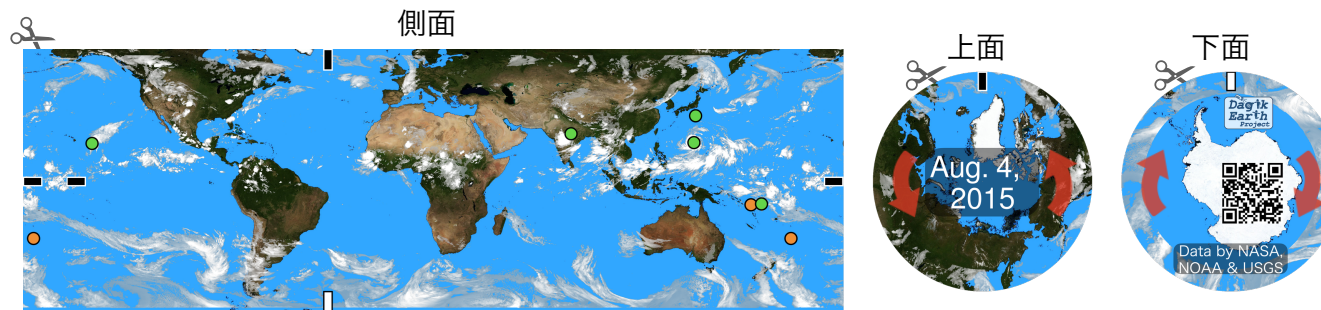 側面
上面
下面
Aug. 4,
2015
Dagik
Earth
Project
Data by NASA,
NOAA & USGS